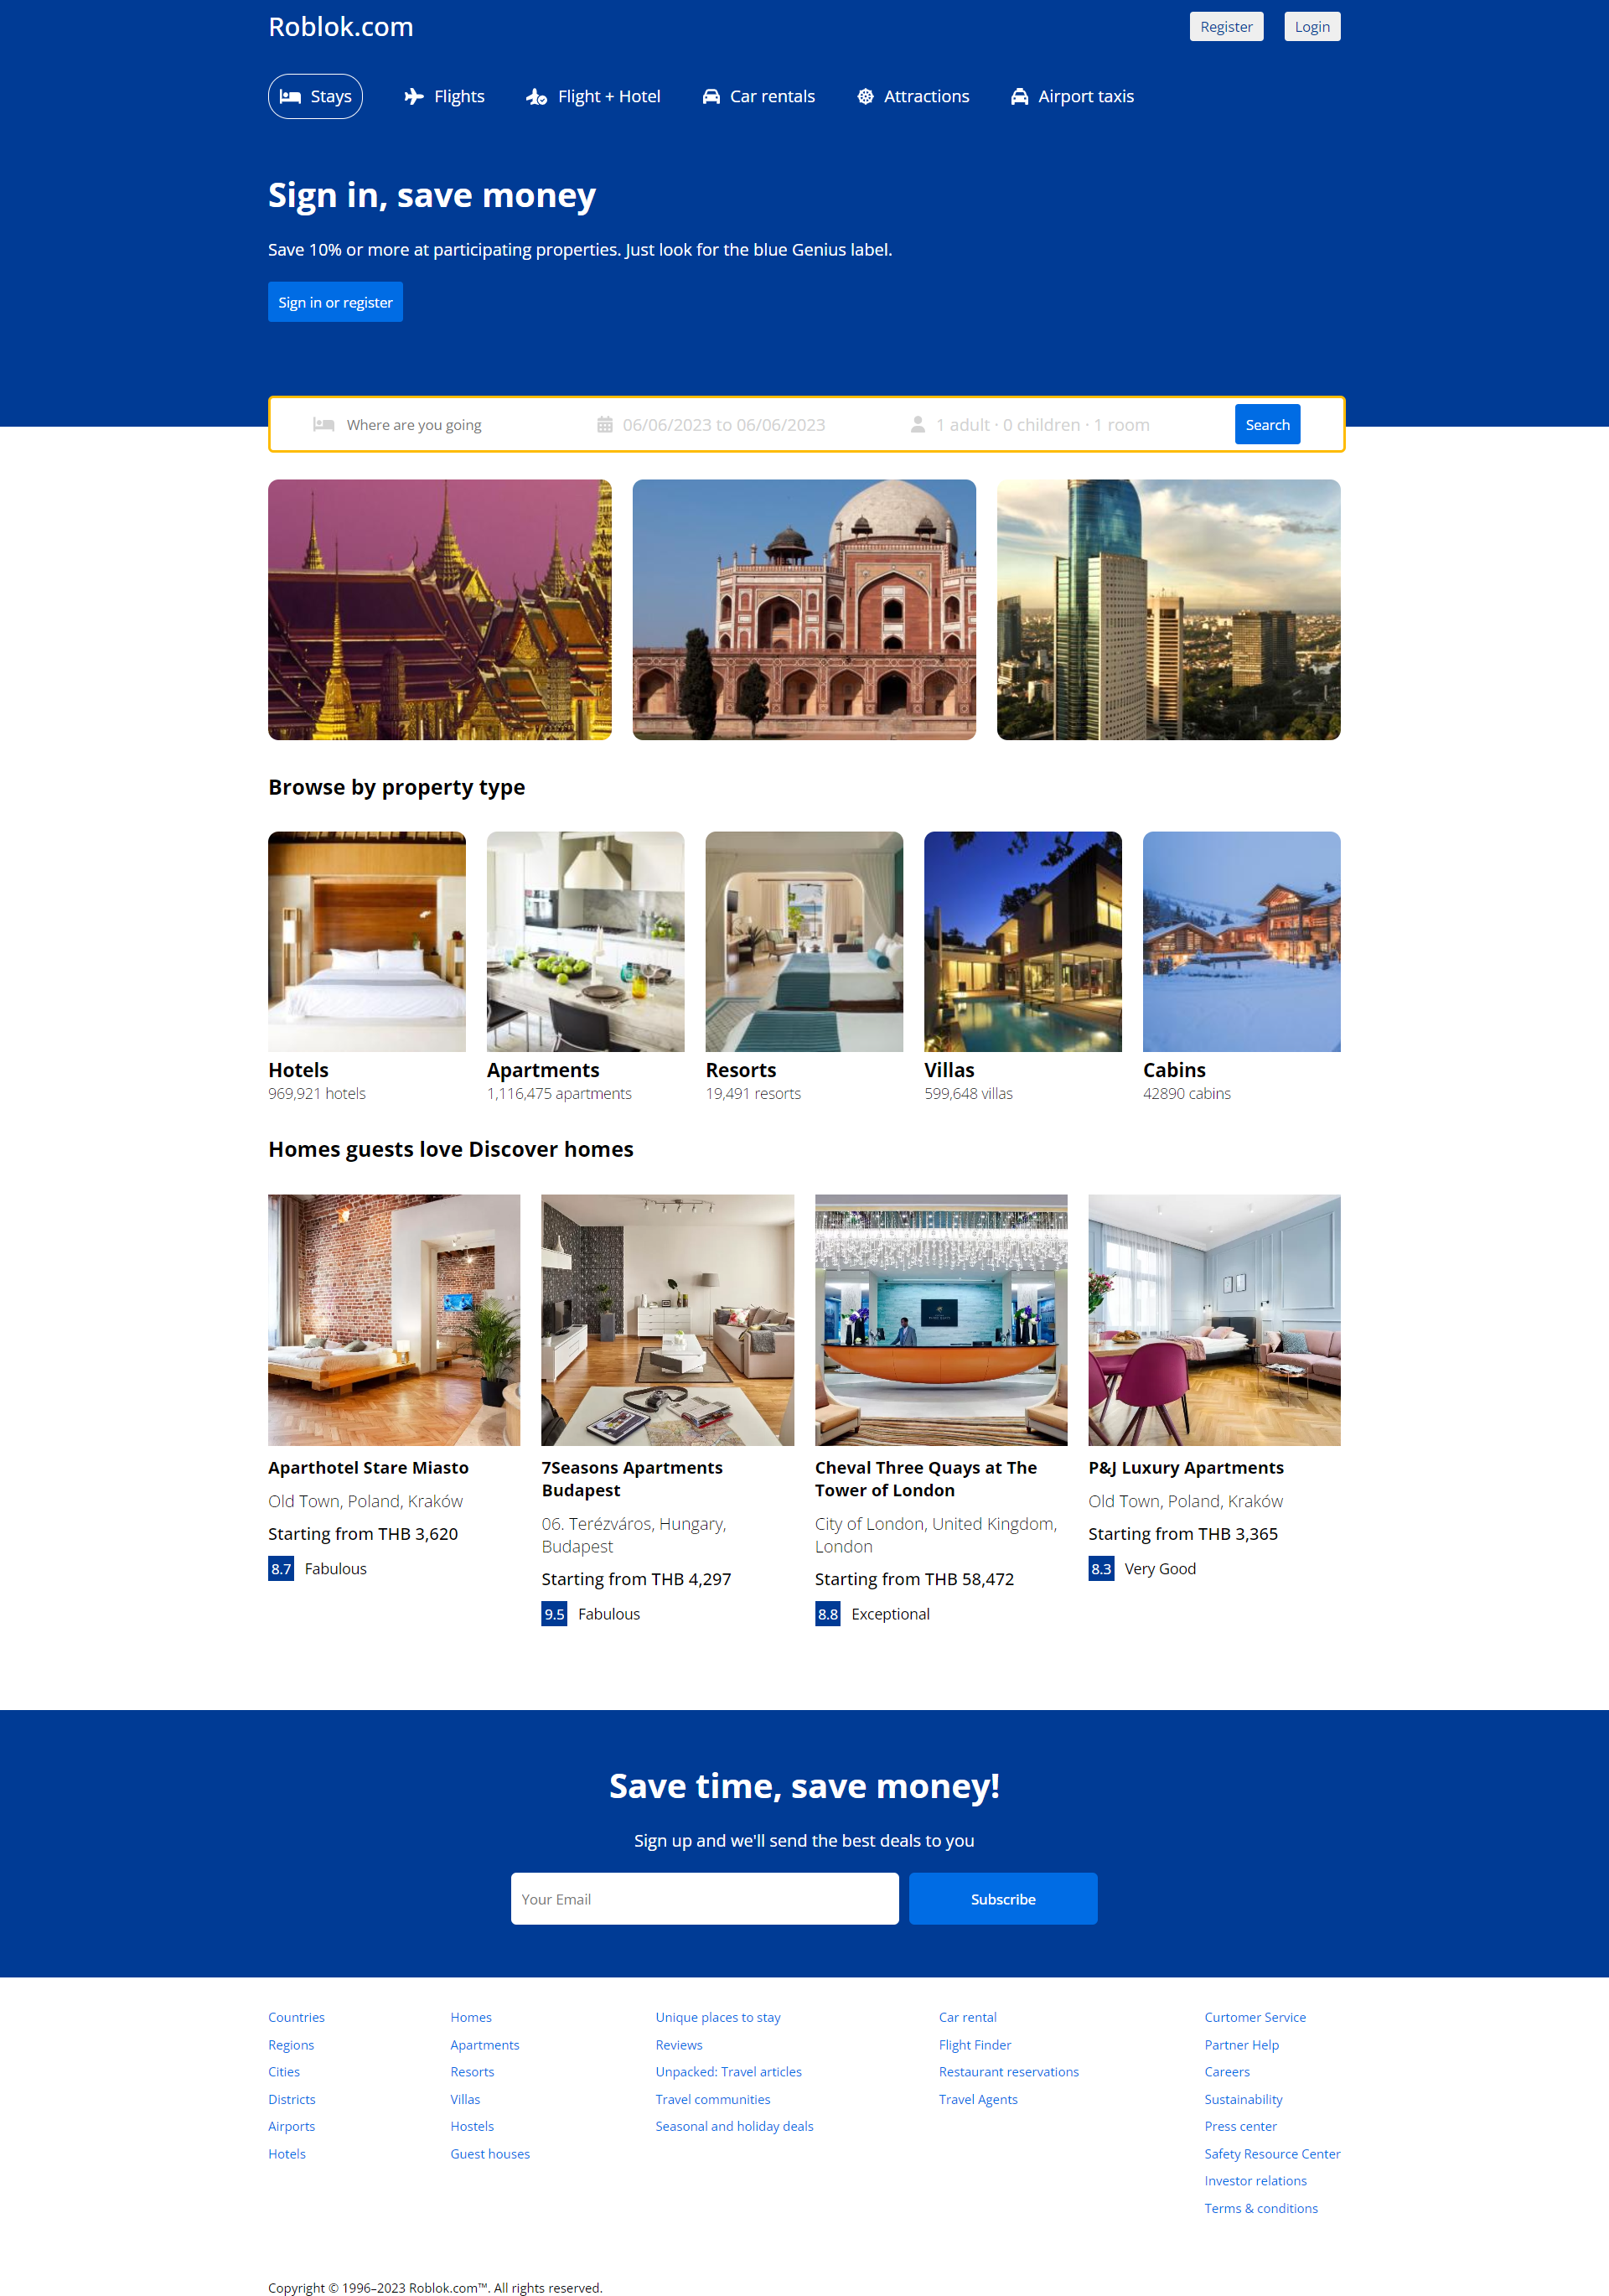 Roblok.com
Register
Login
Stays
Flights
Flight + Hotel
Car rentals
Attractions
Airport taxis
Sign in, save money
Save 10% or more at participating properties. Just look for the blue Genius label.
Sign in or register
Where are you going
06/06/2023 to 06/06/2023
1 adult · 0 children · 1 room
Search
Browse by property type
Hotels
969,921 hotels
Apartments
1,116,475 apartments
Resorts
19,491 resorts
Villas
599,648 villas
Cabins
42890 cabins
Homes guests love Discover homes
Aparthotel Stare Miasto
Old Town, Poland, Kraków
Starting from THB 3,620
8.7 Fabulous
7Seasons Apartments
Budapest
06. Terézváros, Hungary,
Budapest
Starting from THB 4,297
9.5 Fabulous
Cheval Three Quays at The
Tower of London
City of London, United Kingdom,
London
Starting from THB 58,472
8.8 Exceptional
P&J Luxury Apartments
Old Town, Poland, Kraków
Starting from THB 3,365
8.3 Very Good
Save time, save money!
Sign up and we'll send the best deals to you
Your Email
Subscribe
Countries
Regions
Cities
Districts
Airports
Hotels
Homes
Apartments
Resorts
Villas
Hostels
Guest houses
Unique places to stay
Reviews
Unpacked: Travel articles
Travel communities
Seasonal and holiday deals
Car rental
Flight Finder
Restaurant reservations
Travel Agents
Curtomer Service
Partner Help
Careers
Sustainability
Press center
Safety Resource Center
Investor relations
Terms & conditions
Copyright © 1996–2023 Roblok.com™. All rights reserved.